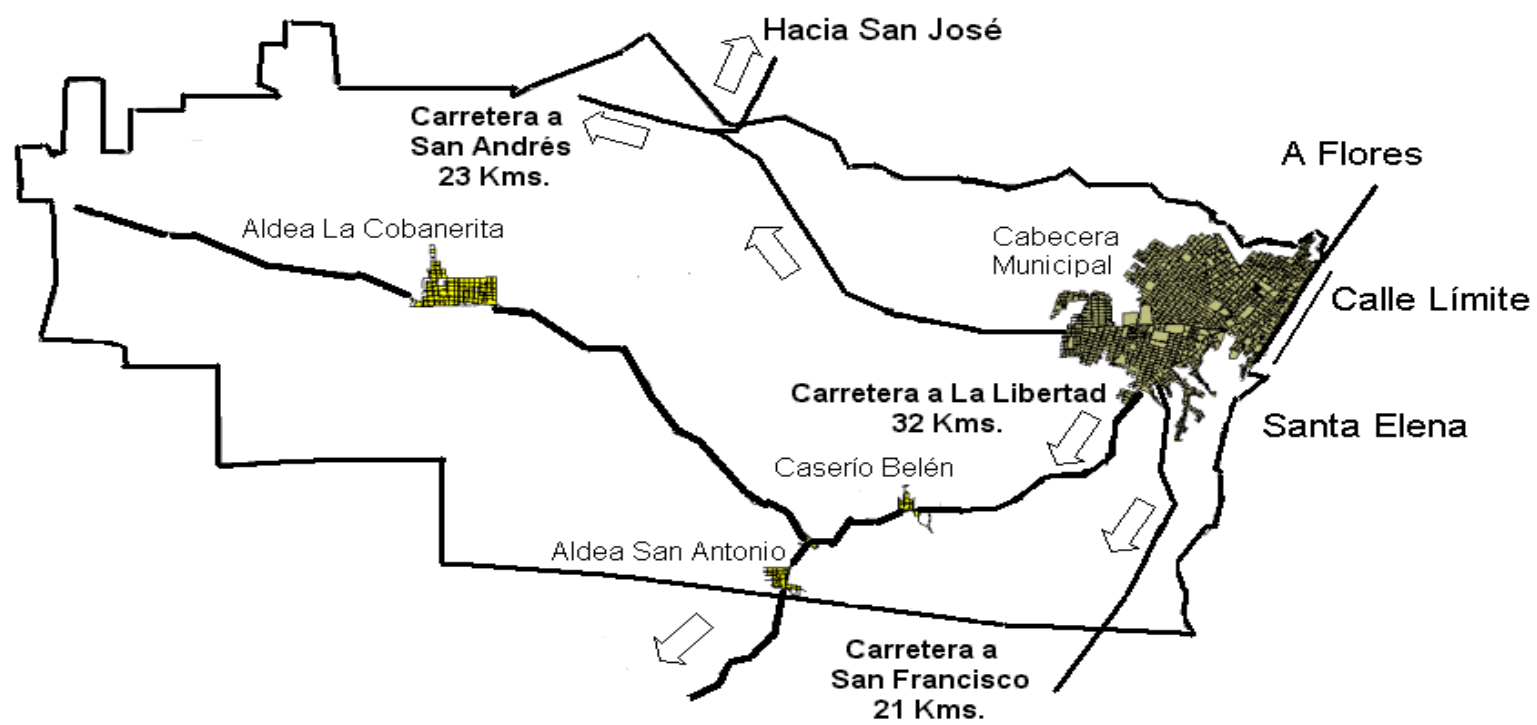 Hacia San José
Carretera a
San Andrés
23 Kms.
A Flores
Aldea La Cobanerita
Cabecera
Municipal
Calle Límite
Carretera a La Libertad
32 Kms.
Santa Elena
Caserío Belén
Aldea San Antonio
Carretera a
San Francisco
21 Kms.